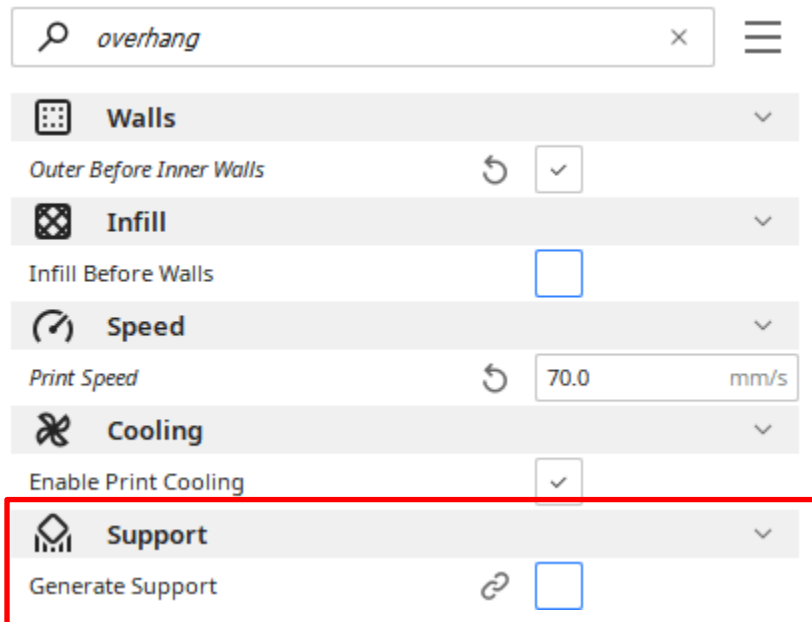 overhang
Walls
Outer Before Inner Walls
Infill
Infill Before Walls
Speed
Print Speed 70.0 mm/s
Cooling
Enable Print Cooling
Support
Generate Support